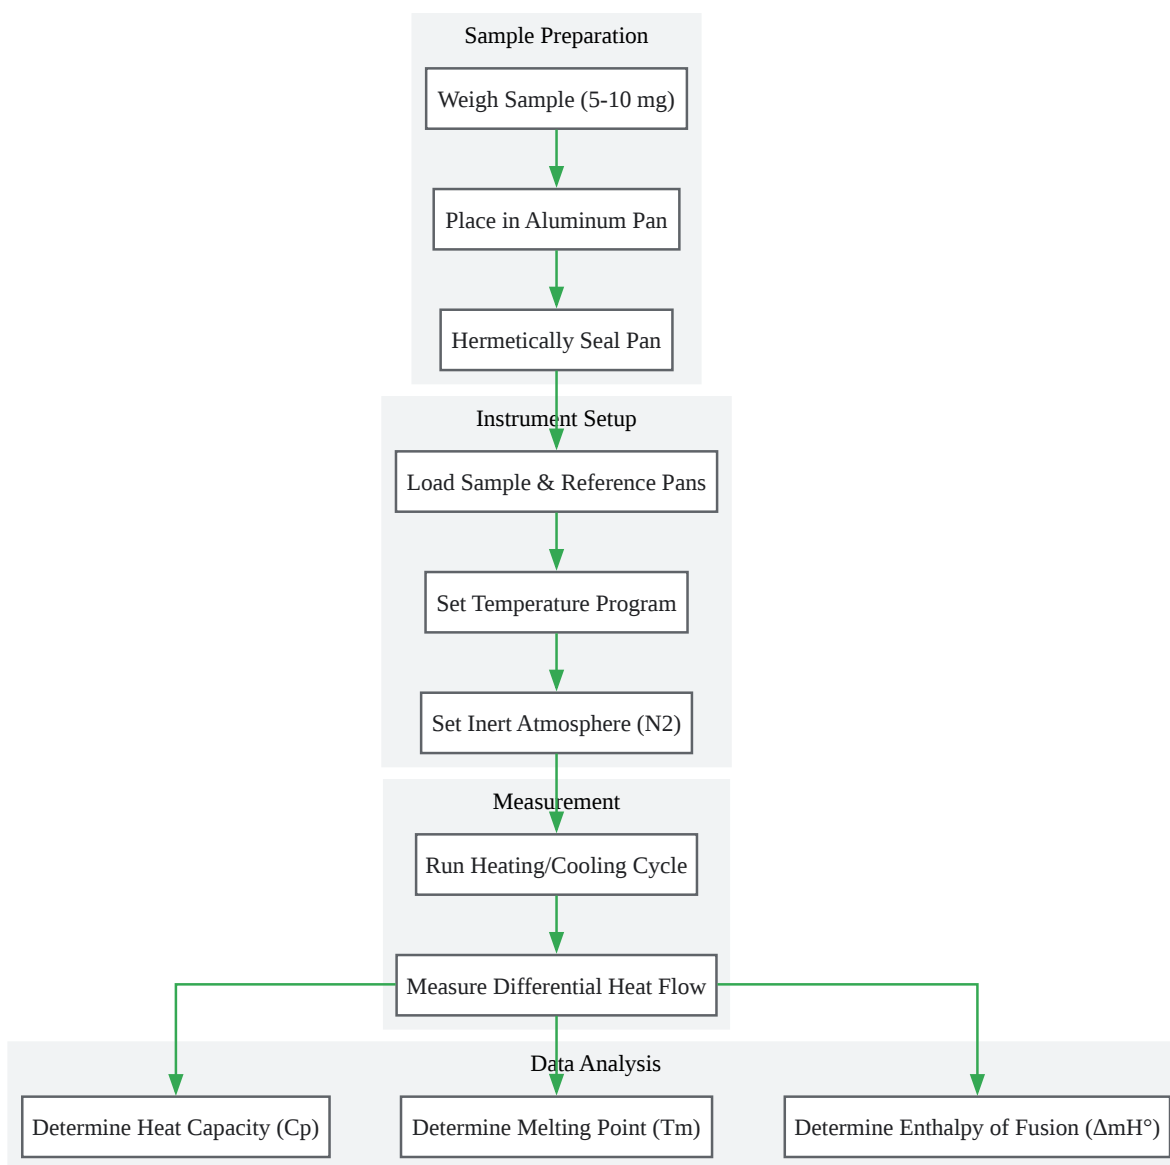 Sample Preparation
Weigh Sample (5-10 mg)
Place in Aluminum Pan
Hermetically Seal Pan
Instrument Setup
Load Sample & Reference Pans
Set Temperature Program
Set Inert Atmosphere (N2)
Measurement
Run Heating/Cooling Cycle
Measure Differential Heat Flow
Data Analysis
Determine Heat Capacity (Cp)
Determine Melting Point (Tm)
Determine Enthalpy of Fusion (ΔmH°)